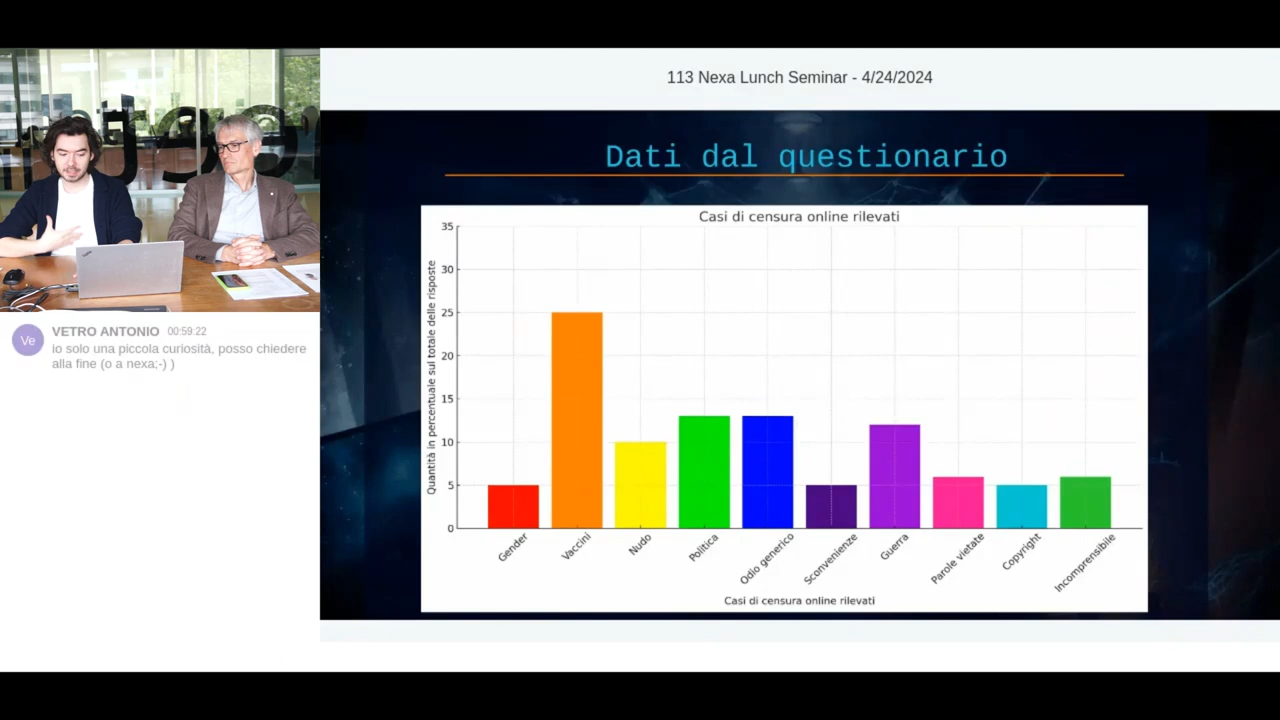 113 Nexa Lunch Seminar - 4/24/2024
Dati dal questionario
Casi di censura online rilevati
Quantità in percentuale sul totale delle risposte
35
30
25
20
15
10
5
0
Gender
Vaccini
Nudo
Politica
Odio generico
Sconvenienze
Guerra
Parole vietate
Copyright
Incomprensibile
Casi di censura online rilevati
Ve
VETRO ANTONIO 00:59:22
io solo una piccola curiosità, posso chiedere
alla fine (o a nexa;-) )